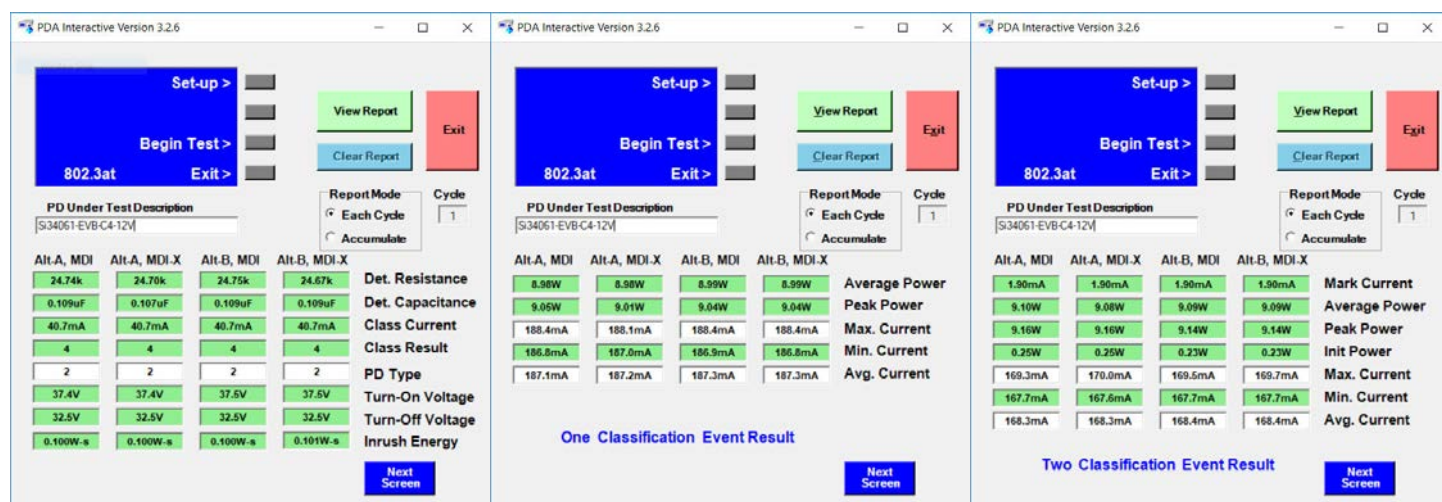 PDA Interactive Version 3.2.6
Set-up >
Begin Test >
802.3at Exit >
View Report
Clear Report
Exit
Report Mode
Each Cycle
Accumulate
Cycle
1
PD Under Test Description
Si34061-EVB-C4-12V
Alt-A, MDI Alt-A, MDI-X Alt-B, MDI Alt-B, MDI-X
24.74k 24.70k 24.75k 24.67k Det. Resistance
0.109uF 0.107uF 0.109uF 0.109uF Det. Capacitance
40.7mA 40.7mA 40.7mA 40.7mA Class Current
4 4 4 4 Class Result
2 2 2 2 PD Type
37.4V 37.4V 37.5V 37.5V Turn-On Voltage
32.5V 32.5V 32.5V 32.5V Turn-Off Voltage
0.100W-s 0.100W-s 0.100W-s 0.101W-s Inrush Energy
Next
Screen
PDA Interactive Version 3.2.6
Set-up >
Begin Test >
802.3at Exit >
View Report
Clear Report
Exit
Report Mode
Each Cycle
Accumulate
Cycle
1
PD Under Test Description
Si34061-EVB-C4-12V
Alt-A, MDI Alt-A, MDI-X Alt-B, MDI Alt-B, MDI-X
8.98W 8.98W 8.99W 8.99W Average Power
9.05W 9.01W 9.04W 9.04W Peak Power
188.4mA 188.1mA 188.4mA 188.4mA Max. Current
186.8mA 187.0mA 186.9mA 186.8mA Min. Current
187.1mA 187.2mA 187.3mA 187.3mA Avg. Current
One Classification Event Result
Next
Screen
PDA Interactive Version 3.2.6
Set-up >
Begin Test >
802.3at Exit >
View Report
Clear Report
Exit
Report Mode
Each Cycle
Accumulate
Cycle
1
PD Under Test Description
Si34061-EVB-C4-12V
Alt-A, MDI Alt-A, MDI-X Alt-B, MDI Alt-B, MDI-X
1.90mA 1.90mA 1.90mA 1.90mA Mark Current
9.10W 9.08W 9.09W 9.09W Average Power
9.16W 9.16W 9.14W 9.14W Peak Power
0.25W 0.25W 0.23W 0.23W Init Power
169.3mA 170.0mA 169.5mA 169.7mA Max. Current
167.7mA 167.6mA 167.7mA 167.7mA Min. Current
168.3mA 168.3mA 168.4mA 168.4mA Avg. Current
Two Classification Event Result
Next
Screen